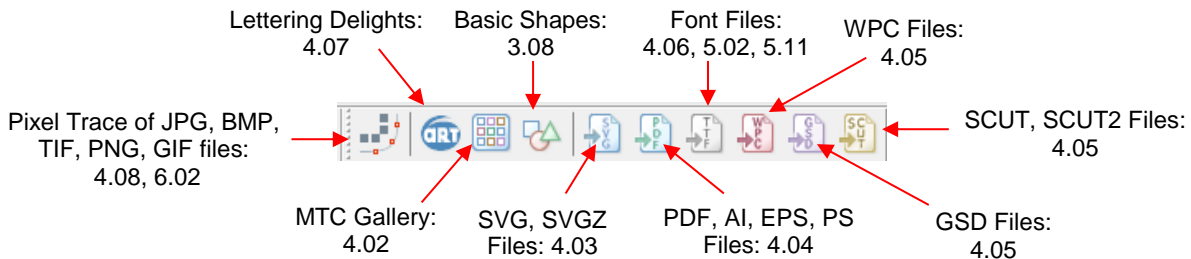 Lettering Delights:
4.07
Basic Shapes:
3.08
Font Files:
4.06, 5.02, 5.11
WPC Files:
4.05
Pixel Trace of JPG, BMP,
TIF, PNG, GIF files:
4.08, 6.02
ART
SVG
PDF
TTF
WPC
GSD
SCUT
SCUT, SCUT2 Files:
4.05
MTC Gallery:
4.02
SVG, SVGZ
Files: 4.03
PDF, AI, EPS, PS
Files: 4.04
GSD Files:
4.05